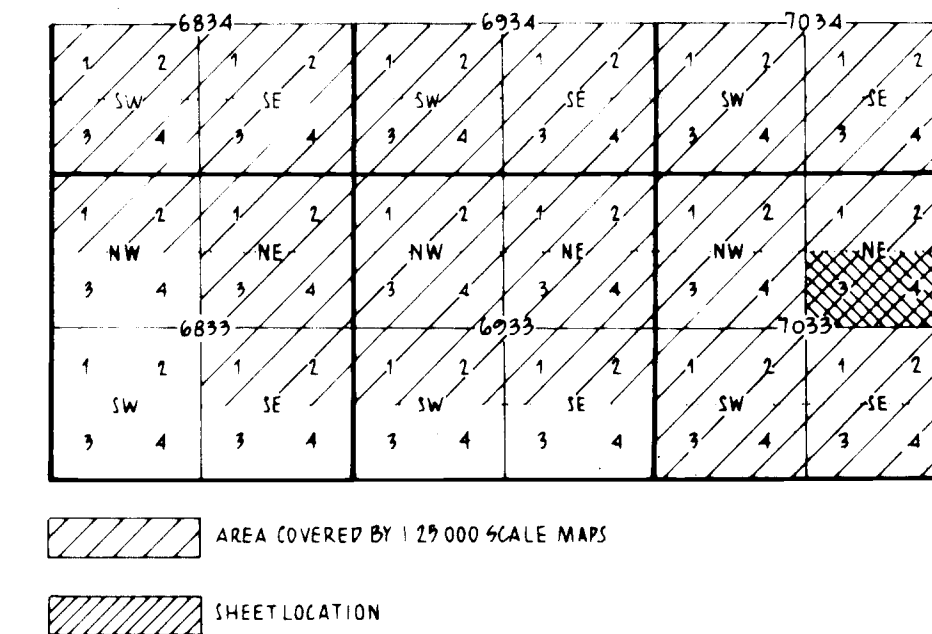 6834 6934 7034
1 2 1 2 1 2 1 2 1 2 1 2
SW SE SW SE SW SE
3 4 3 4 3 4 3 4 3 4 3 4
1 2 1 2 1 2 1 2 1 2 1 2
NW NE NW NE NW NE
3 4 3 4 3 4 3 4 3 4 3 4
6833 6933 7033
1 2 1 2 1 2 1 2 1 2 1 2
SW SE SW SE SW SE
3 4 3 4 3 4 3 4 3 4 3 4
AREA COVERED BY 1 25 000 SCALE MAPS
SHEET LOCATION